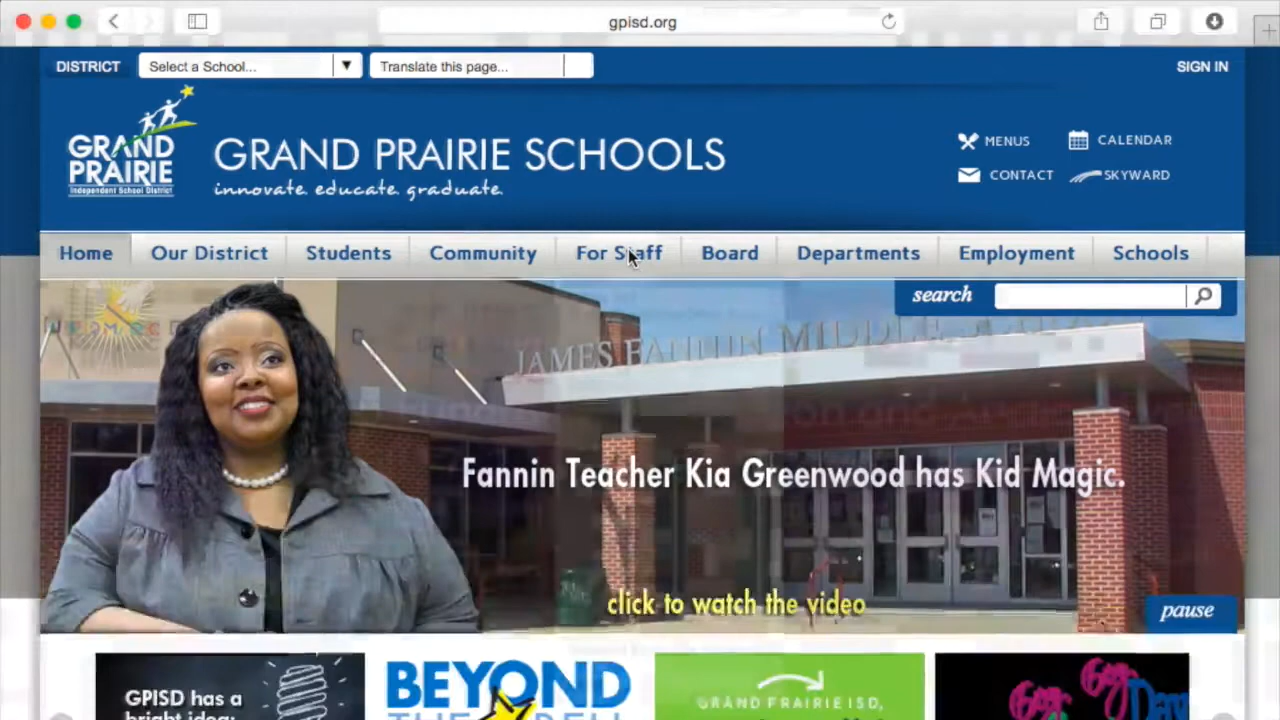 gpisd.org
DISTRICT
Select a School...
Translate this page...
SIGN IN
GRAND PRAIRIE
Independent School District
GRAND PRAIRIE SCHOOLS
innovate. educate. graduate.
MENUS
CALENDAR
CONTACT
SKYWARD
Home
Our District
Students
Community
For Staff
Board
Departments
Employment
Schools
search
JAMES FANNIN MIDDLE
Fannin Teacher Kia Greenwood has Kid Magic.
click to watch the video
pause
GPISD has a
bright idea:
BEYOND
THE BELL
GRAND PRAIRIE ISD,